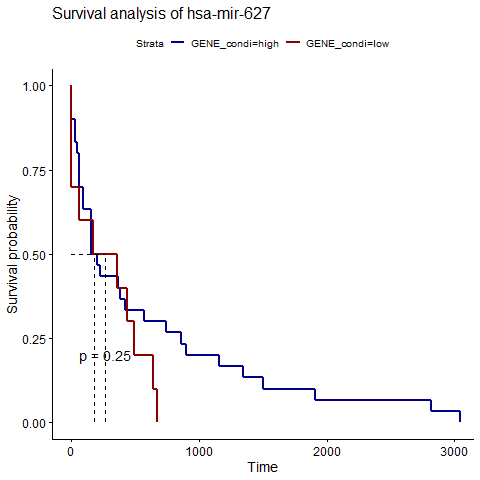 Survival analysis of hsa-mir-627
Strata GENE_condi=high GENE_condi=low
1.00
0.75
0.50
0.25
0.00
Survival probability
p = 0.25
0 1000 2000 3000
Time